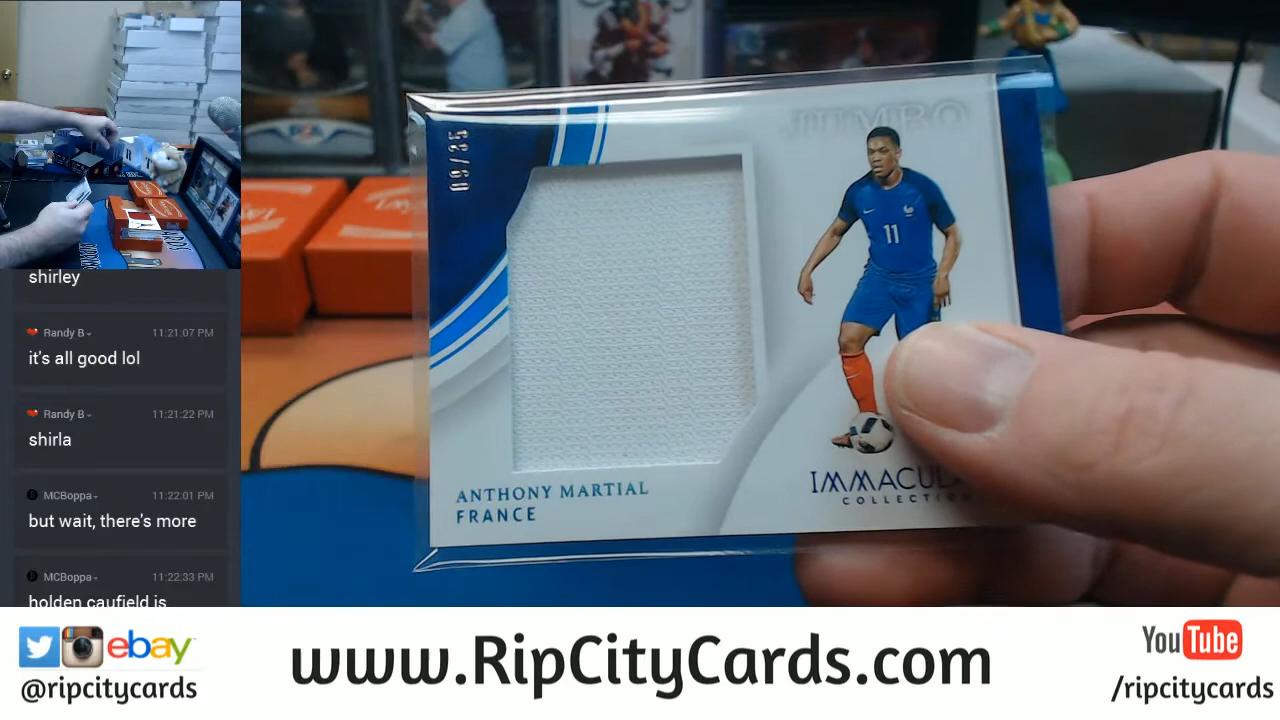 shirley
Randy B
11:21:07 PM
it's all good lol
Randy B
11:21:22 PM
shirla
MCBoppa
11:22:01 PM
but wait, there's more
MCBoppa
11:22:33 PM
holden caufield is
09/35
JUMBO
11
ANTHONY MARTIAL
FRANCE
COLLECTION
PSA
ebay
@ripcitycards
www.RipCityCards.com
YouTube
/ripcitycards